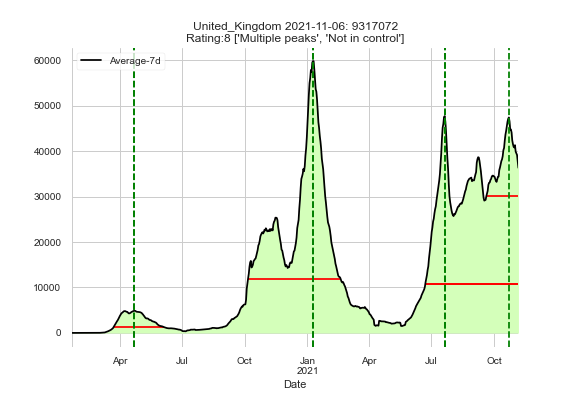 United_Kingdom 2021-11-06: 9317072
Rating:8 ['Multiple peaks', 'Not in control']
Average-7d
60000
50000
40000
30000
20000
10000
0
Apr Jul Oct Jan Apr Jul Oct
2021
Date